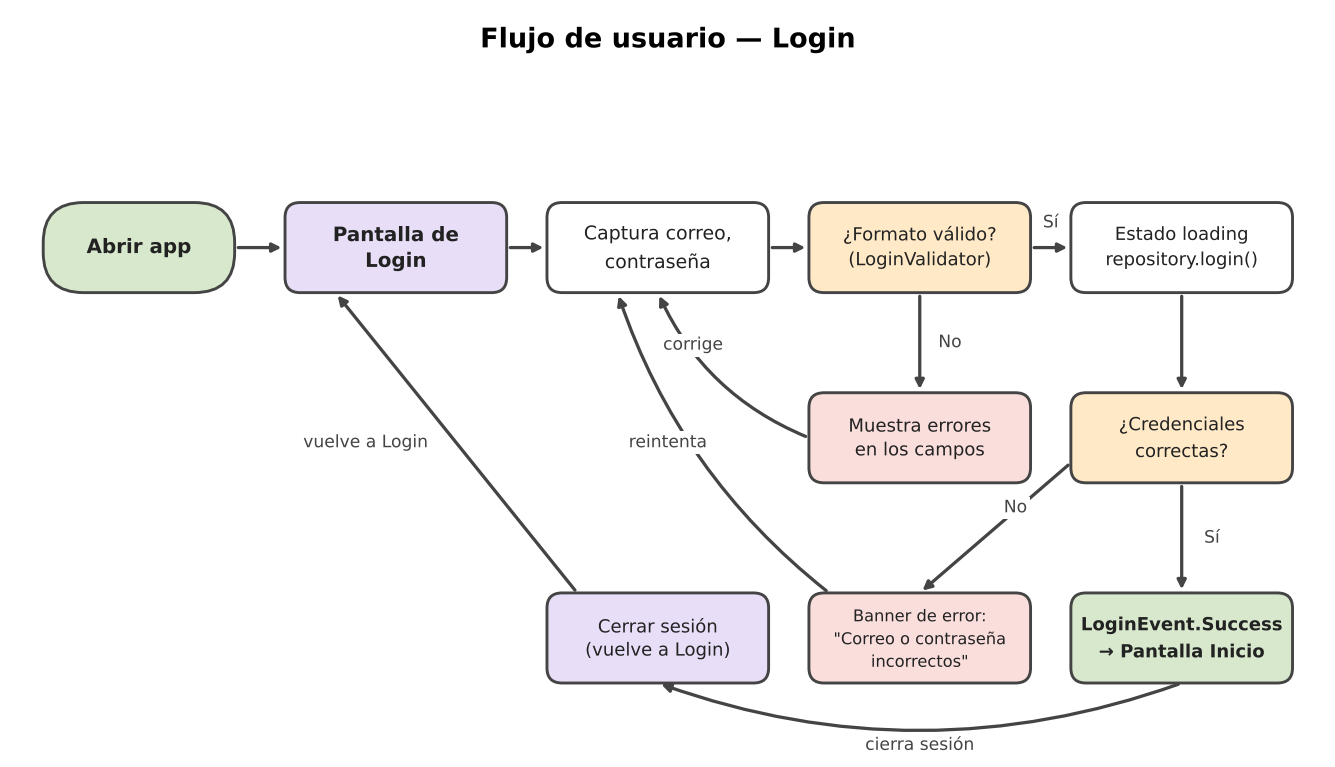 Flujo de usuario — Login
Abrir app
Pantalla de
Login
Captura correo,
contraseña
¿Formato válido?
(LoginValidator)
Sí
Estado loading
repository.login()
corrige
No
Muestra errores
en los campos
¿Credenciales
correctas?
vuelve a Login
reintenta
No
Sí
Cerrar sesión
(vuelve a Login)
Banner de error:
"Correo o contraseña
incorrectos"
LoginEvent.Success
→ Pantalla Inicio
cierra sesión